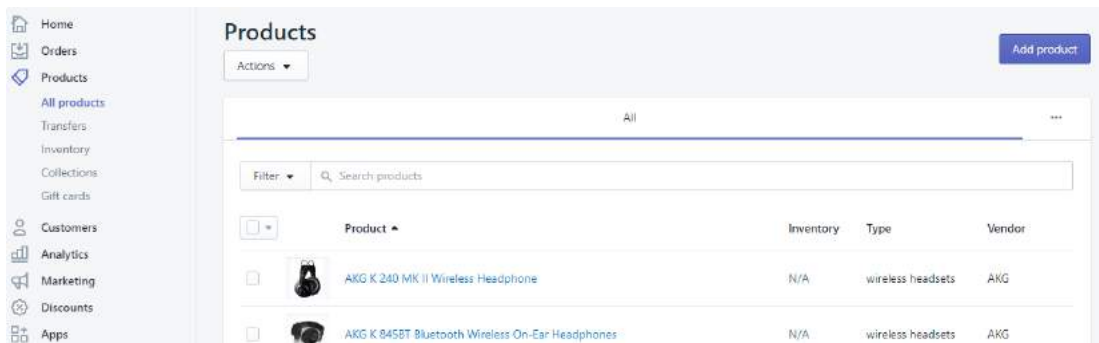 Home
Orders
Products
All products
Transfers
Inventory
Collections
Gift cards
Customers
Analytics
Marketing
Discounts
Apps
Products
Actions
Add product
All
...
Filter
Search products
Product Inventory Type Vendor
AKG K 240 MK II Wireless Headphone N/A wireless headsets AKG
AKG K 845BT Bluetooth Wireless On-Ear Headphones N/A wireless headsets AKG